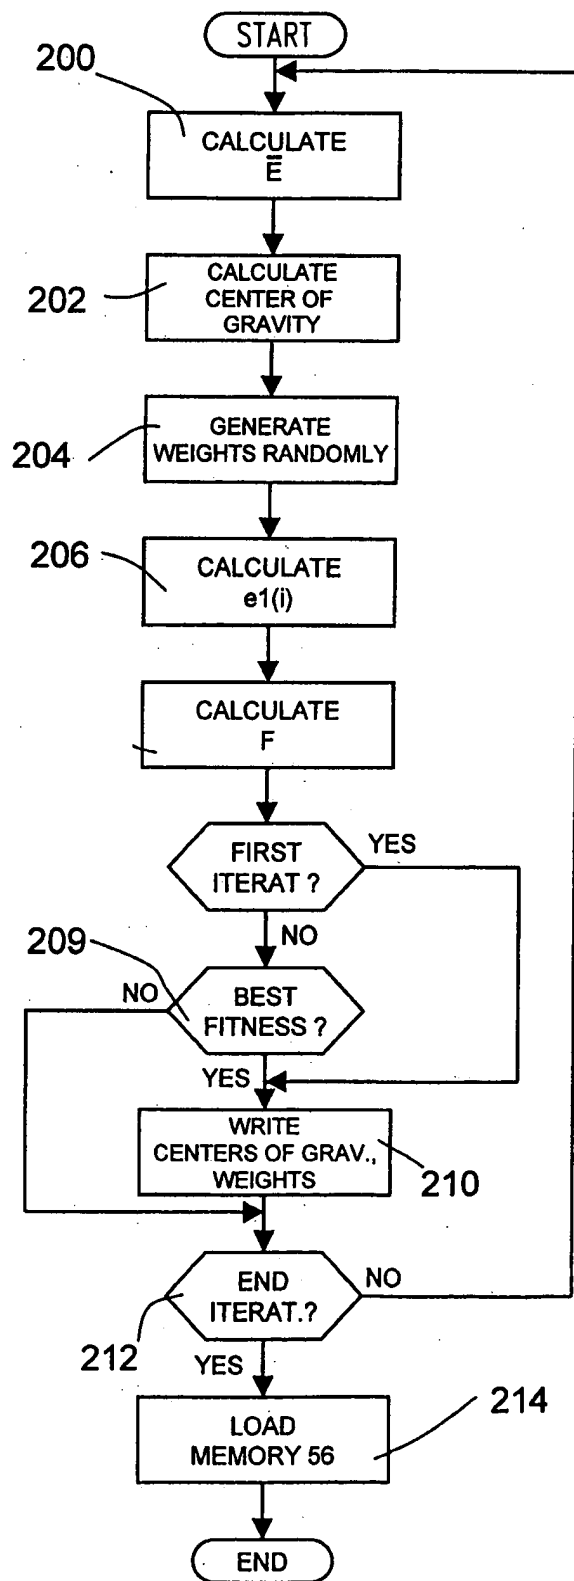 START
200
CALCULATE
E̅
202
CALCULATE
CENTER OF
GRAVITY
204
GENERATE
WEIGHTS RANDOMLY
206
CALCULATE
e1(i)
CALCULATE
F
FIRST
ITERAT ?
YES
NO
209
NO
BEST
FITNESS ?
YES
WRITE
CENTERS OF GRAV.,
WEIGHTS
210
END
ITERAT.?
NO
212
YES
LOAD
MEMORY 56
214
END